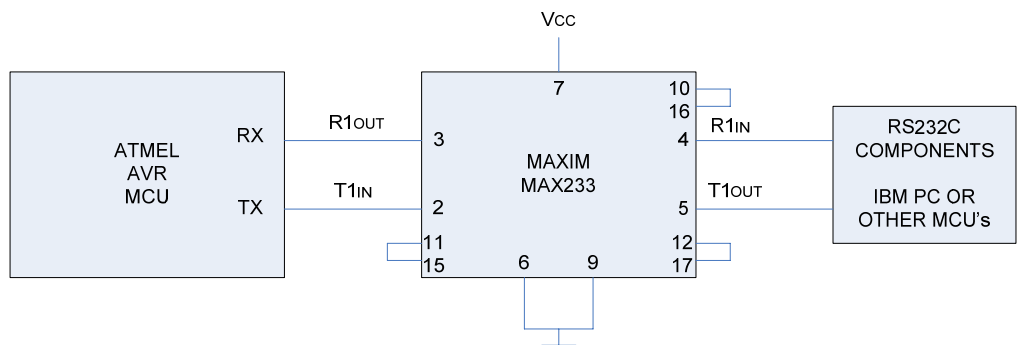 Vcc
7
10
16
R1OUT
RX
3
4
R1IN
RS232C
COMPONENTS
ATMEL
AVR
MCU
MAXIM
MAX233
TX
T1IN
2
5
T1OUT
IBM PC OR
OTHER MCU's
11
15
6
9
12
17